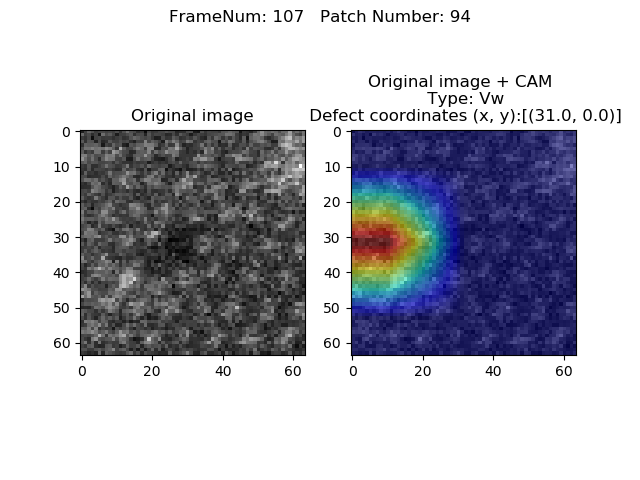 FrameNum: 107   Patch Number: 94
Original image
0
10
20
30
40
50
60
0 20 40 60
Original image + CAM
Type: Vw
Defect coordinates (x, y):[(31.0, 0.0)]
0
10
20
30
40
50
60
0 20 40 60